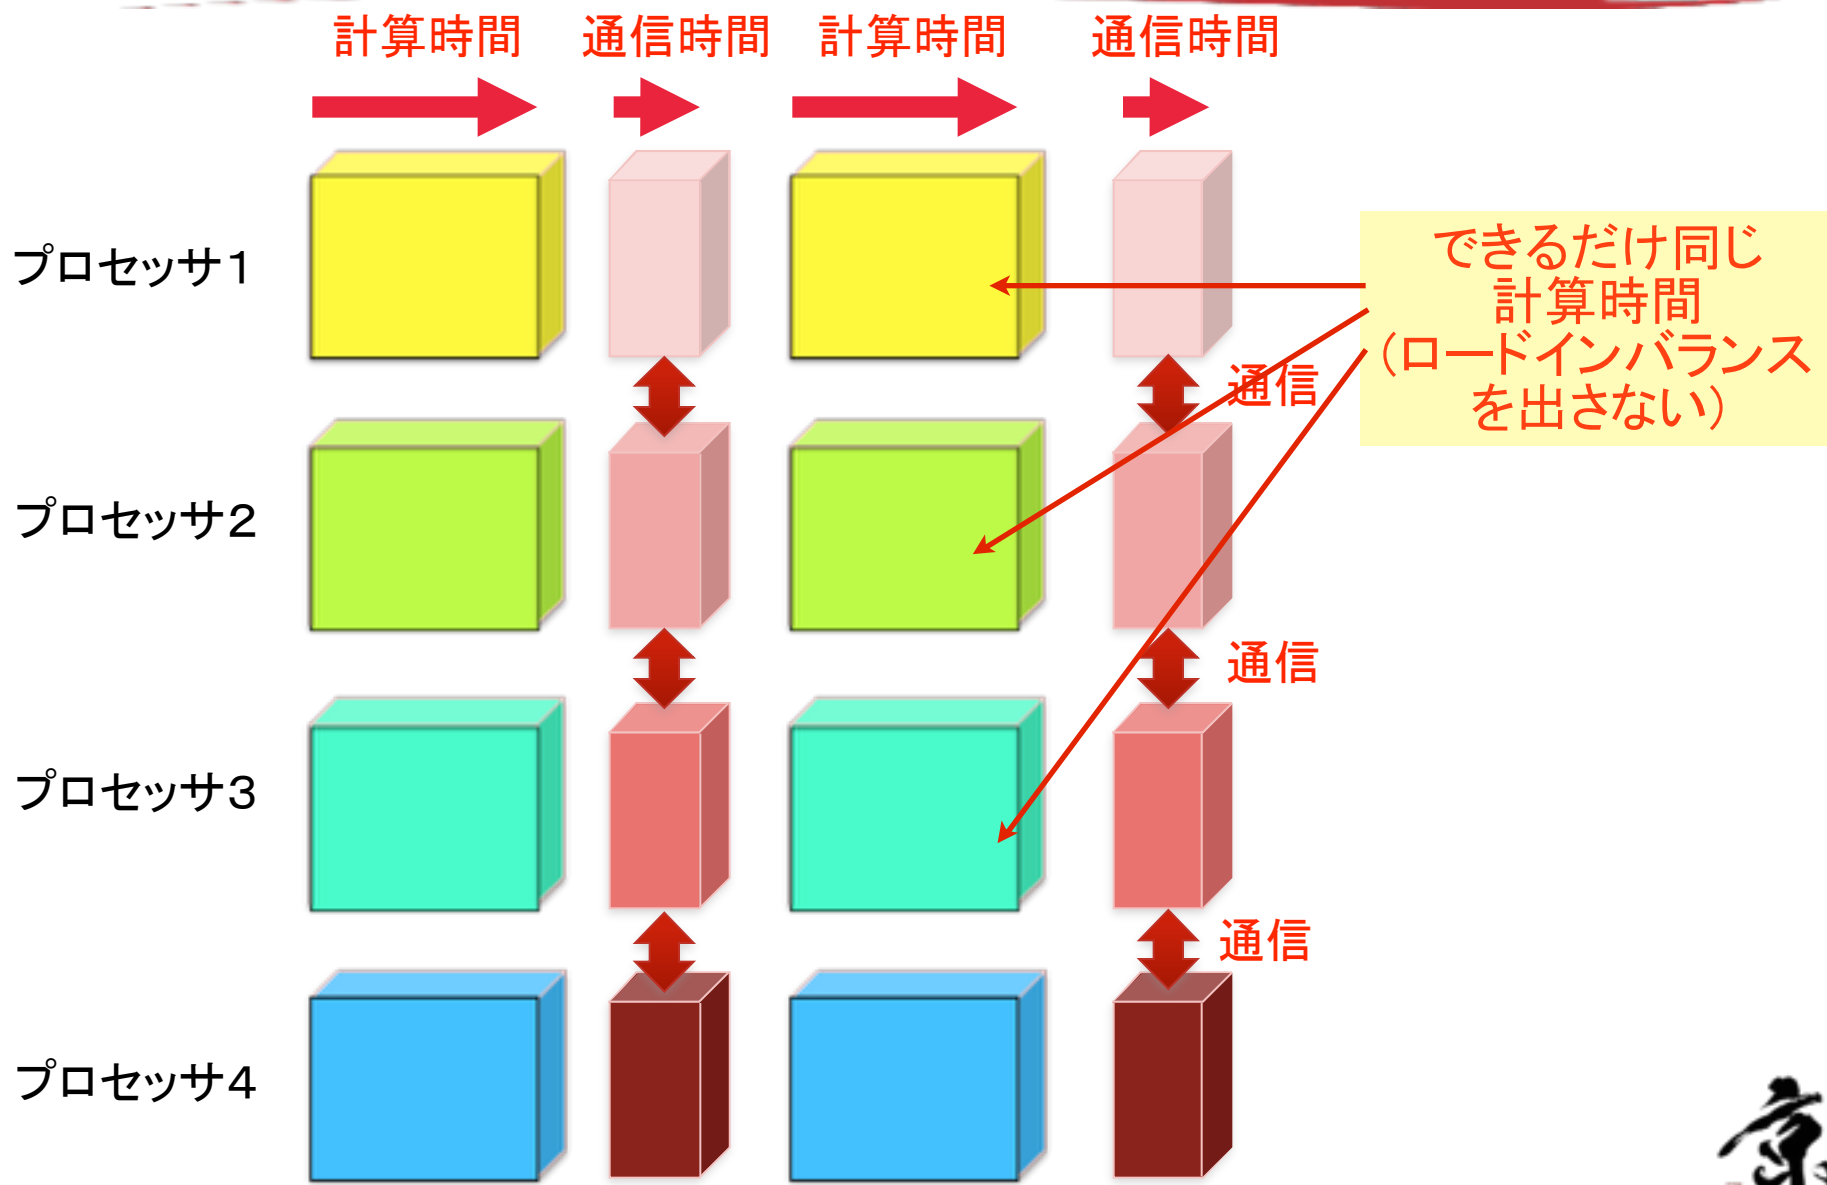 計算時間 通信時間 計算時間 通信時間
プロセッサ１
できるだけ同じ
計算時間
（ロードインバランス
を出さない）
通信
プロセッサ２
通信
プロセッサ３
通信
プロセッサ４
京